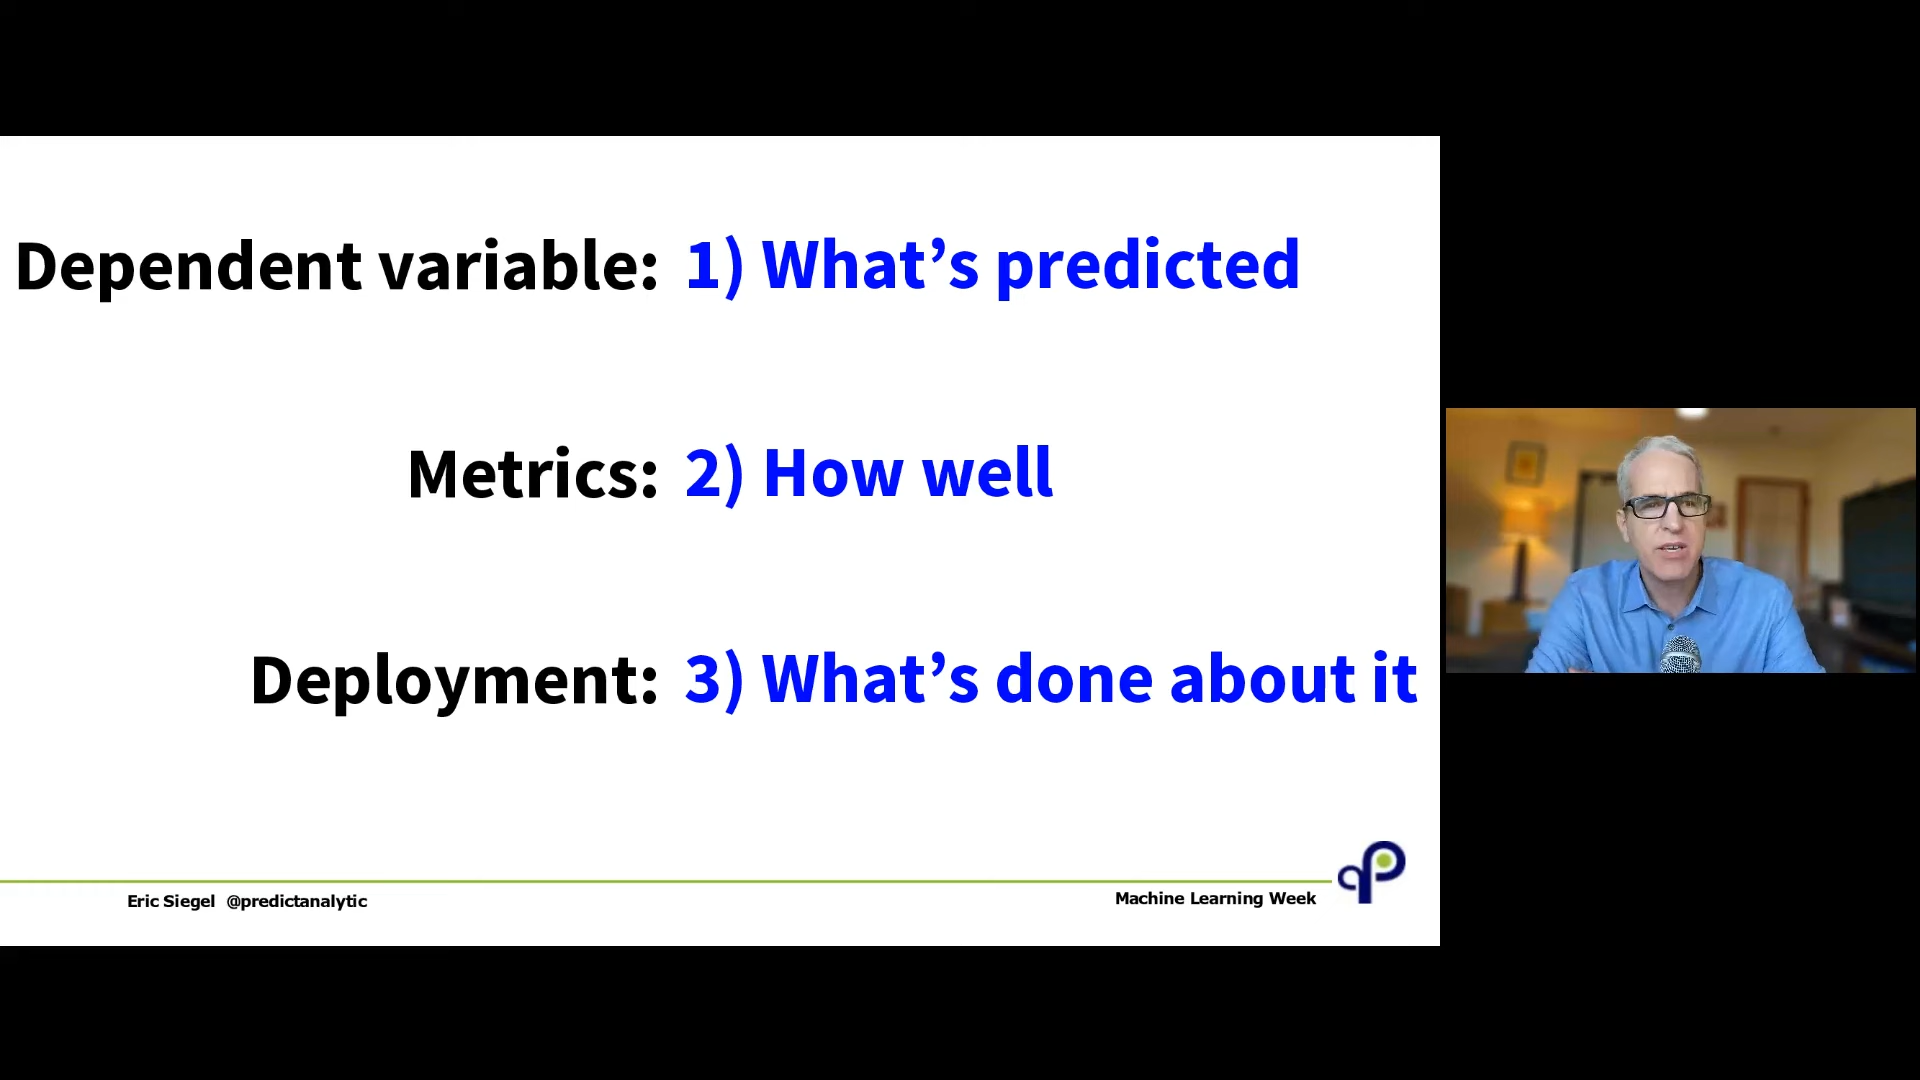 Dependent variable: 1) What’s predicted
Metrics: 2) How well
Deployment: 3) What’s done about it
Eric Siegel @predictanalytic
Machine Learning Week